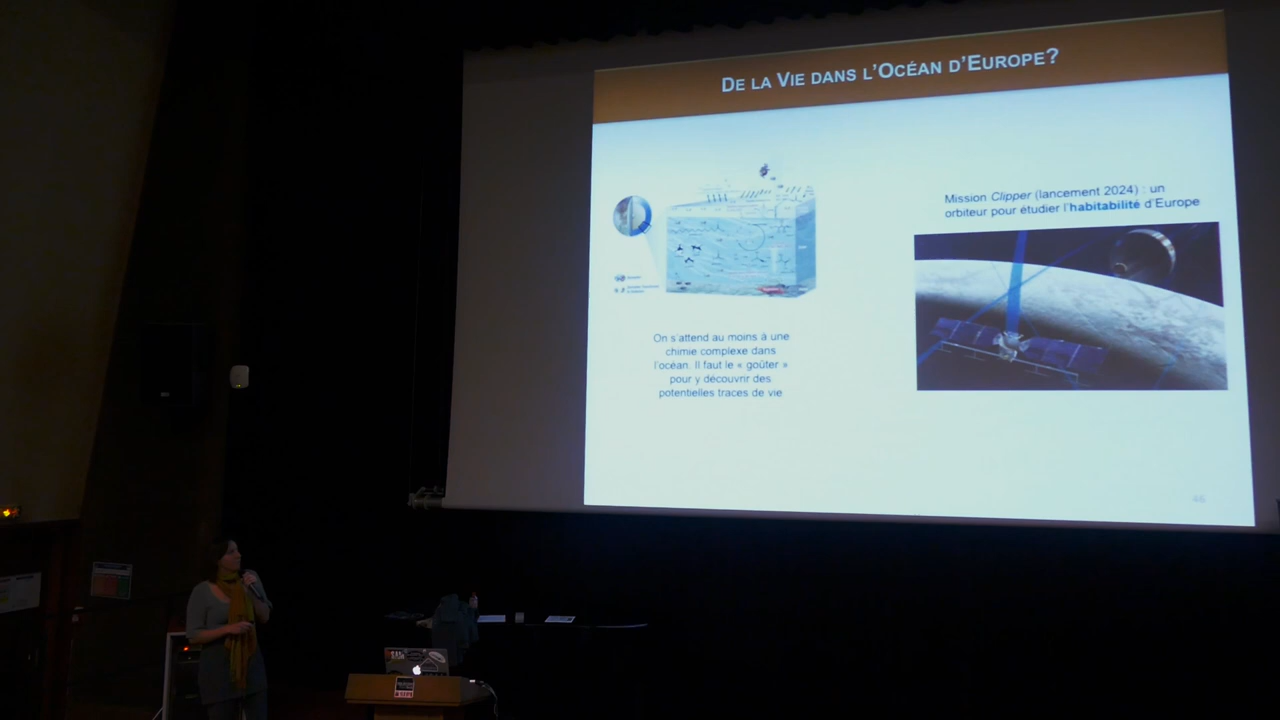 DE LA VIE DANS L'OCÉAN D'EUROPE?
Mission Clipper (lancement 2024) : un
orbiteur pour étudier l'habitabilité d'Europe
On s'attend au moins à une
chimie complexe dans
l'océan. Il faut le « goûter »
pour y découvrir des
potentielles traces de vie
46